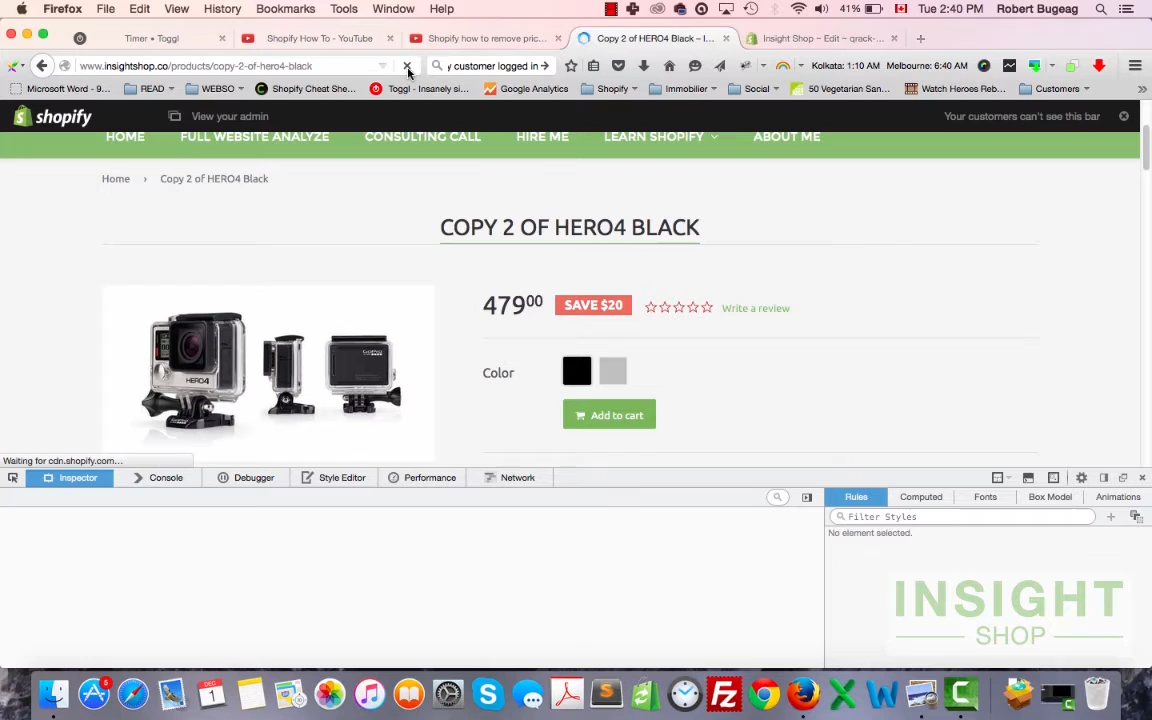 Firefox File Edit View History Bookmarks Tools Window Help 41% Tue 2:40 PM Robert Bugeag
Timer • Toggl Shopify How To - YouTube Shopify how to remove pric... Copy 2 of HERO4 Black – I... Insight Shop – Edit – qrack-...
www.insightshop.co/products/copy-2-of-hero4-black y customer logged in Kolkata: 1:10 AM Melbourne: 6:40 AM
Microsoft Word - 9... READ WEBSO Shopify Cheat She... Toggl - Insanely si... Google Analytics Shopify Immobilier Social 50 Vegetarian San... Watch Heroes Reb... Customers
shopify View your admin Your customers can't see this bar
HOME FULL WEBSITE ANALYZE CONSULTING CALL HIRE ME LEARN SHOPIFY ABOUT ME
Home › Copy 2 of HERO4 Black
COPY 2 OF HERO4 BLACK
479⁰⁰ SAVE $20 Write a review
HERO4
GoPro
Color
Add to cart
Waiting for cdn.shopify.com...
Inspector Console Debugger Style Editor Performance Network
Rules Computed Fonts Box Model Animations
Filter Styles
No element selected.
INSIGHT
SHOP